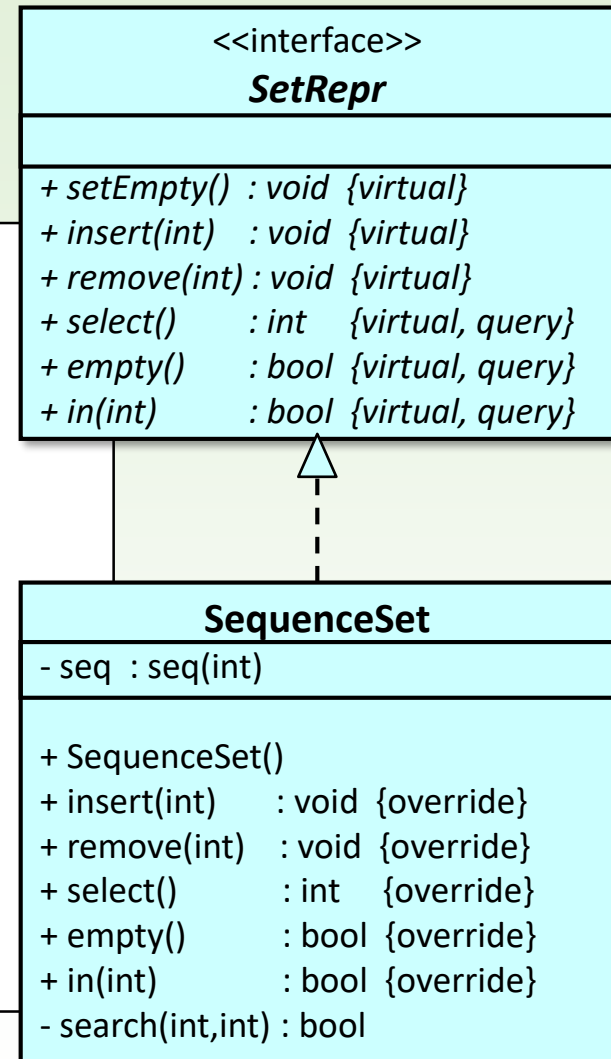 <<interface>>
SetRepr
+ setEmpty() : void {virtual}
+ insert(int) : void {virtual}
+ remove(int) : void {virtual}
+ select() : int {virtual, query}
+ empty() : bool {virtual, query}
+ in(int) : bool {virtual, query}
SequenceSet
- seq : seq(int)
+ SequenceSet()
+ insert(int) : void {override}
+ remove(int) : void {override}
+ select() : int {override}
+ empty() : bool {override}
+ in(int) : bool {override}
- search(int,int) : bool